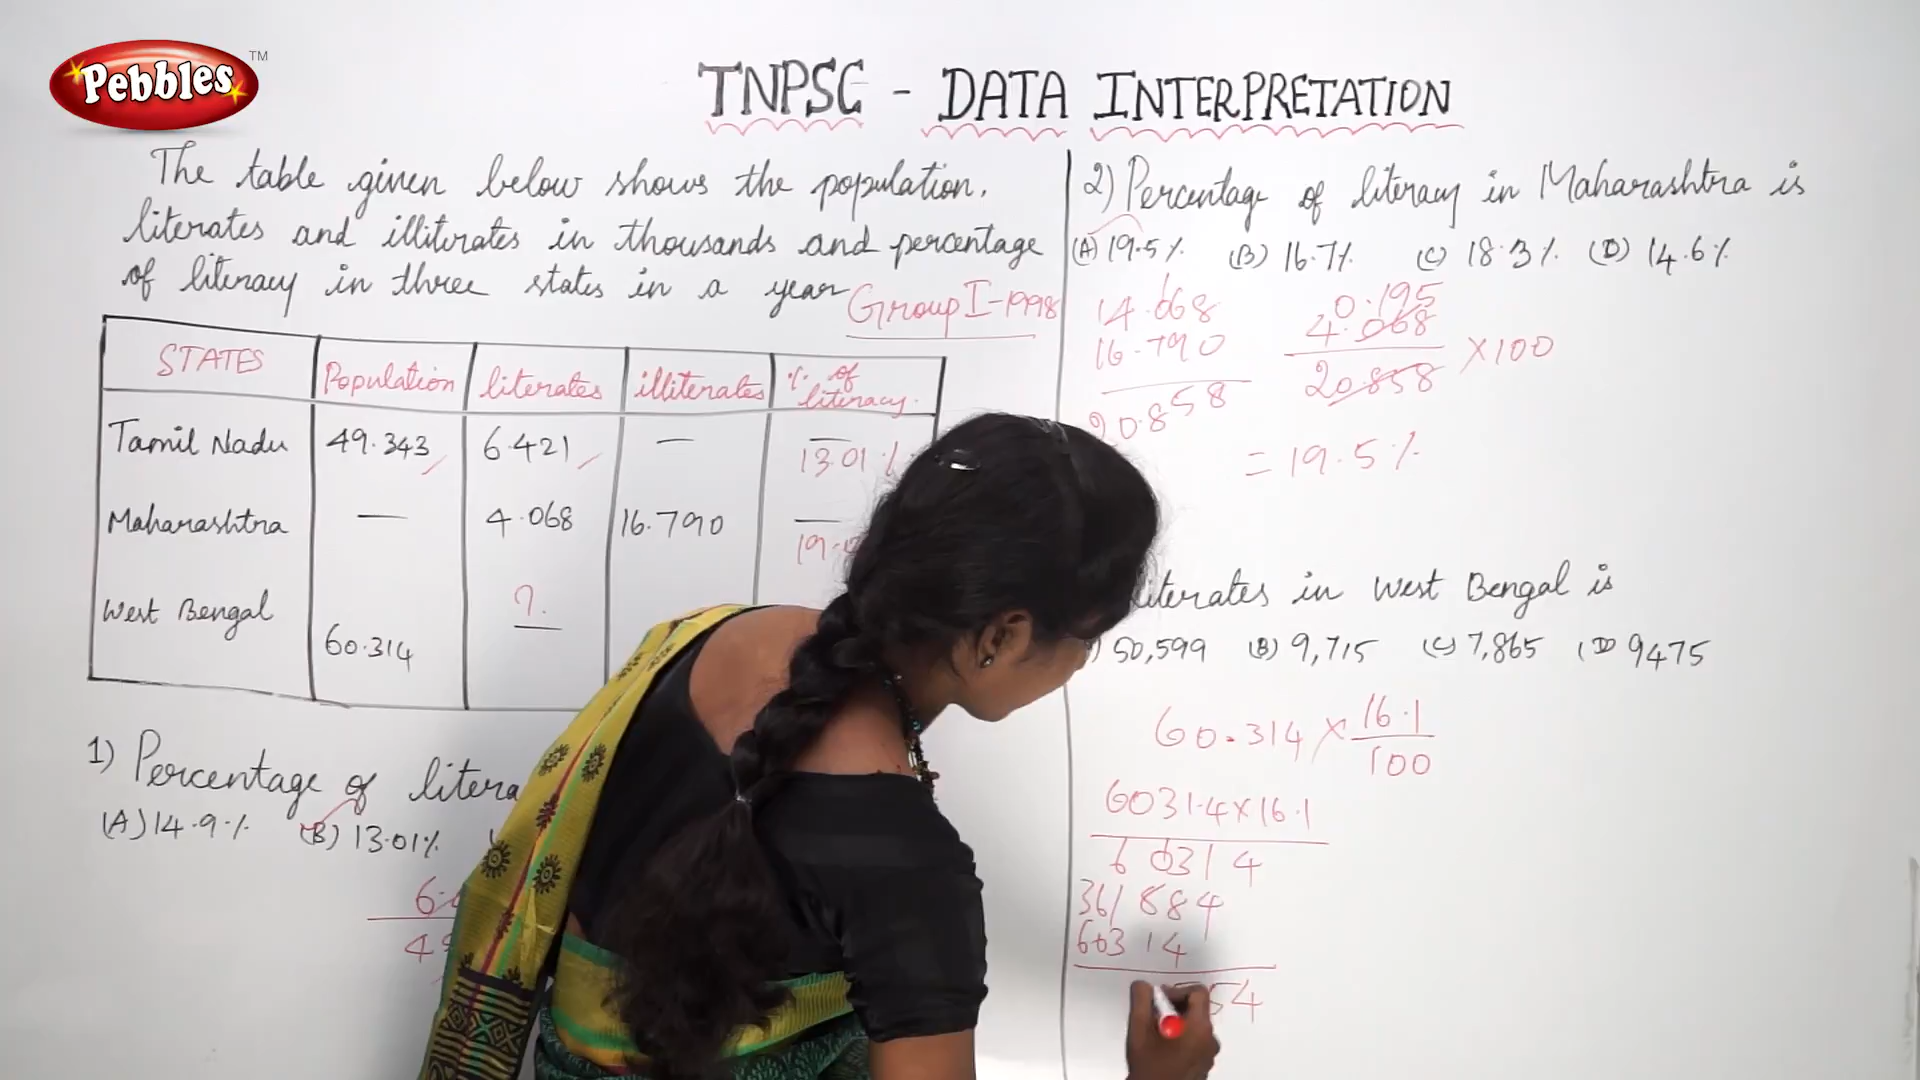 Pebbles™
TNPSC - DATA INTERPRETATION
The table given below shows the population,
literates and illiterates in thousands and percentage
of literacy in three states in a year
Group I - 1998
STATES Population literates illiterates % of literacy
Tamil Nadu 49.343 6.421 — —
13.01%
Maharashtra — 4.068 16.790 —
West Bengal ?
60.314
1) Percentage of litera
(A) 14.9% (B) 13.01%
2) Percentage of literacy in Maharashtra is
(A) 19.5% (B) 16.7% (C) 18.3% (D) 14.6%
14.068
16.790
20.858
0.195
4.068
20.858
×100
= 19.5%
literates in West Bengal is
50,599 (B) 9,715 (C) 7,865 (D) 9475
60.314 × 16.1
100
6031.4×16.1
60314
361884
60314
54